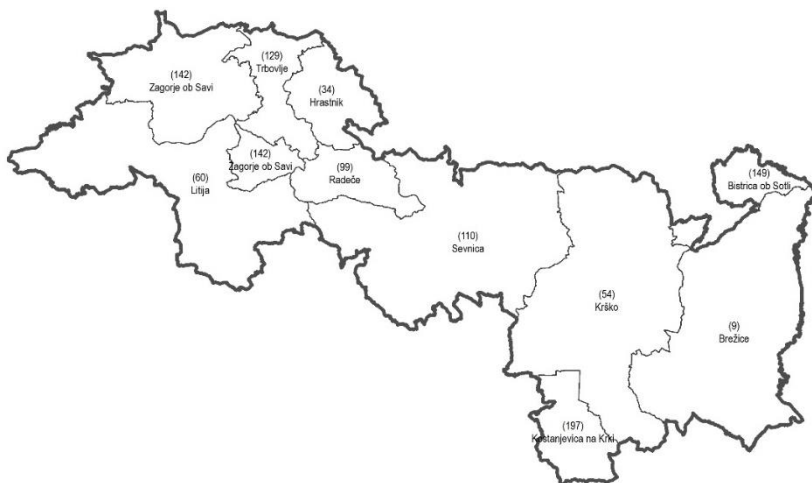 (129)
Trbovlje
(142)
Zagorje ob Savi
(34)
Hrastnik
(142)
Zagorje ob Savi
(99)
Radeče
(60)
Litija
(149)
Bistrica ob Sotli
(110)
Sevnica
(54)
Krško
(9)
Brežice
(197)
Kostanjevica na Krki